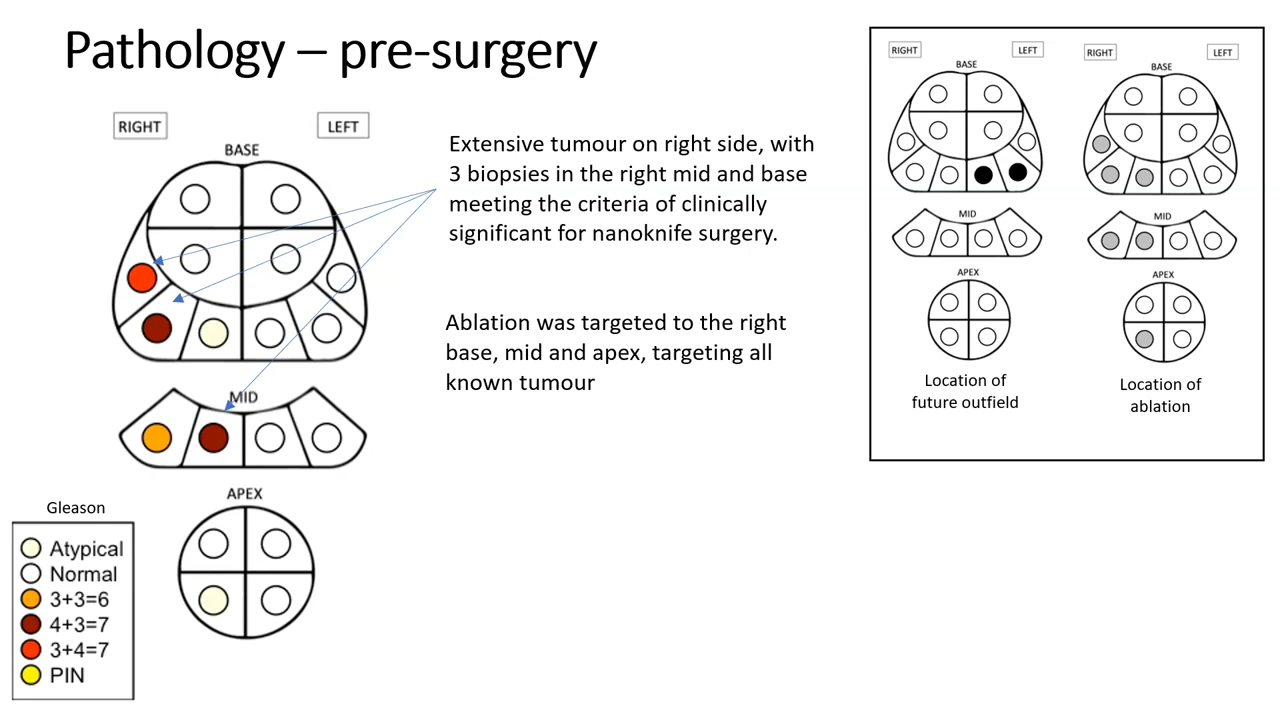 Pathology – pre-surgery
RIGHT
LEFT
BASE
MID
APEX
Gleason
Atypical
Normal
3+3=6
4+3=7
3+4=7
PIN
Extensive tumour on right side, with
3 biopsies in the right mid and base
meeting the criteria of clinically
significant for nanoknife surgery.
Ablation was targeted to the right
base, mid and apex, targeting all
known tumour
RIGHT
LEFT
BASE
MID
APEX
Location of
future outfield
RIGHT
LEFT
BASE
MID
APEX
Location of
ablation